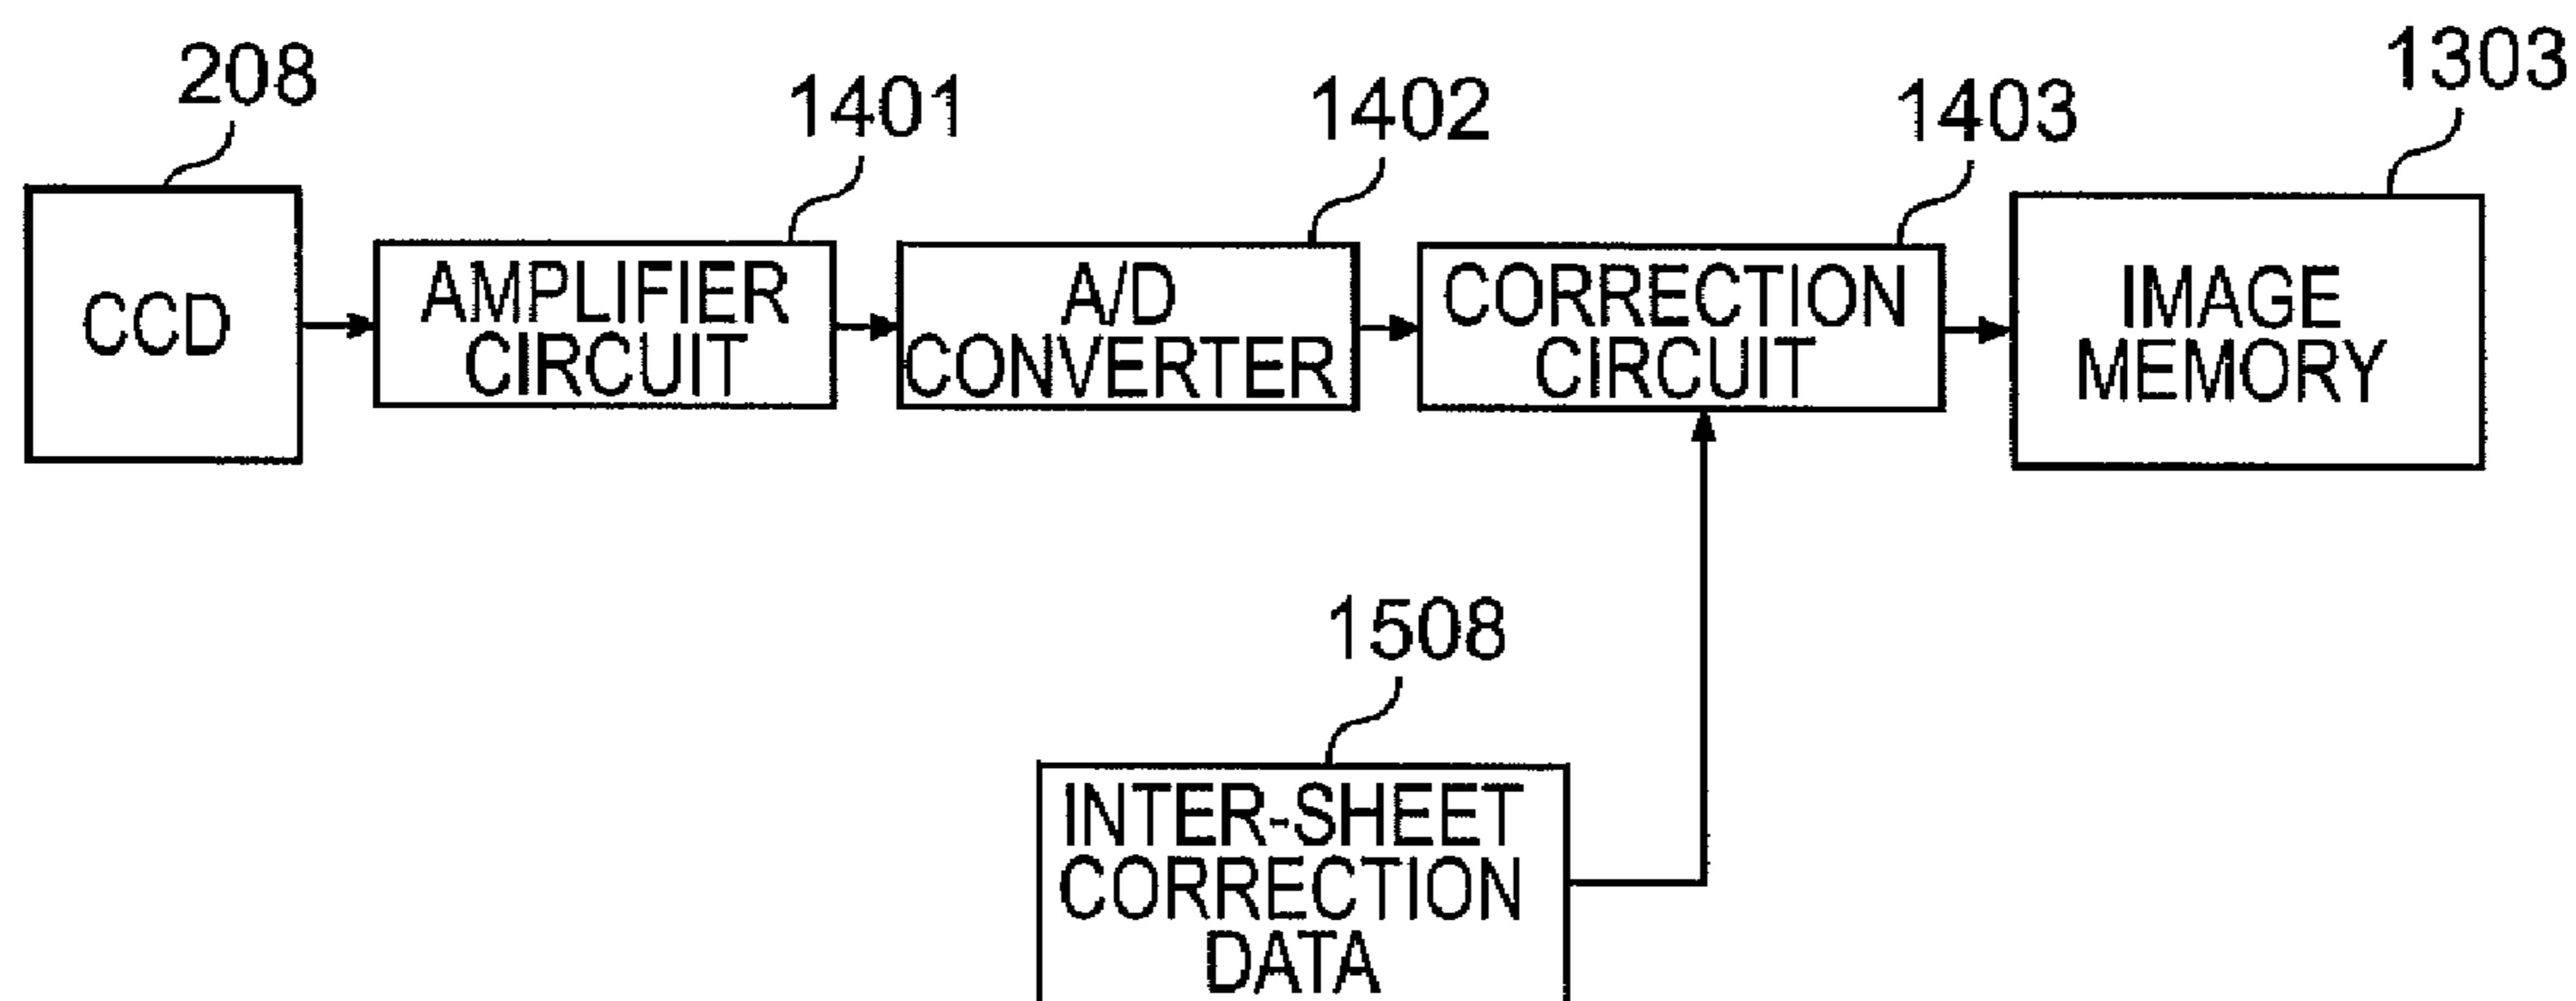 208
1401
1402
1403
1303
CCD
AMPLIFIER
CIRCUIT
A/D
CONVERTER
CORRECTION
CIRCUIT
IMAGE
MEMORY
1508
INTER-SHEET
CORRECTION
DATA